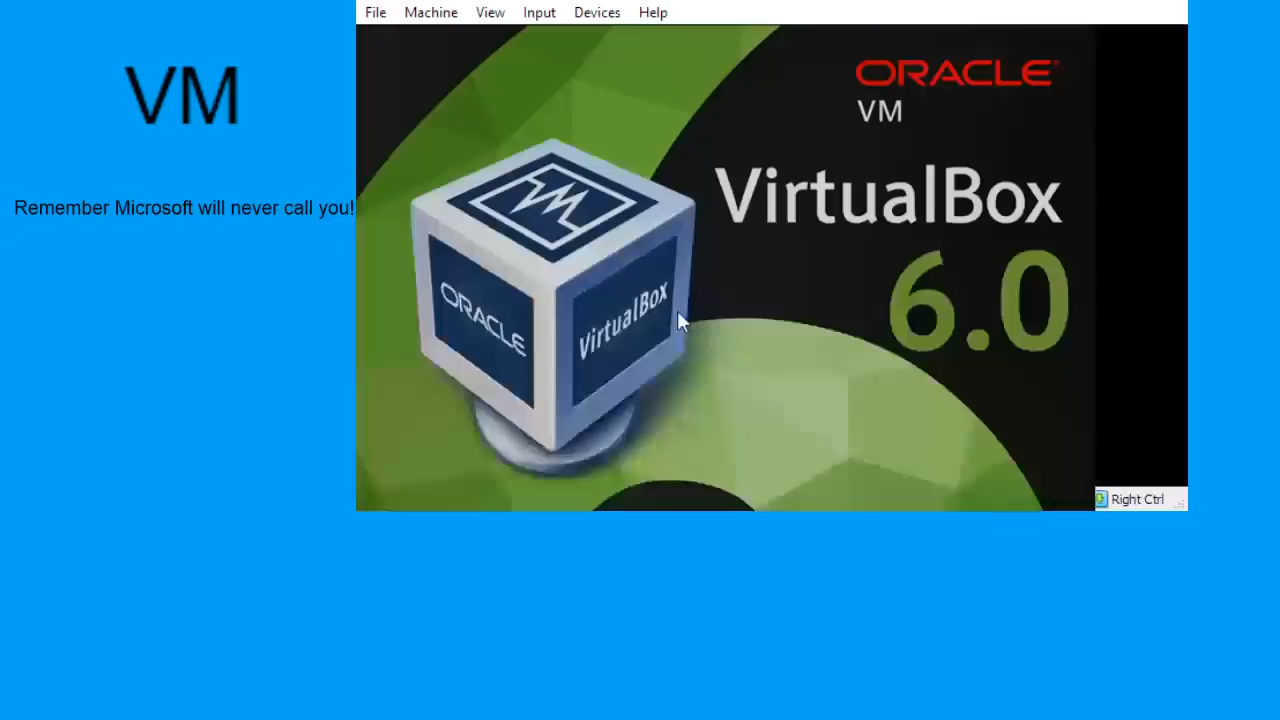 File Machine View Input Devices Help
VM
Remember Microsoft will never call you!
ORACLE®
VM
VirtualBox
6.0
ORACLE
VirtualBox
Right Ctrl